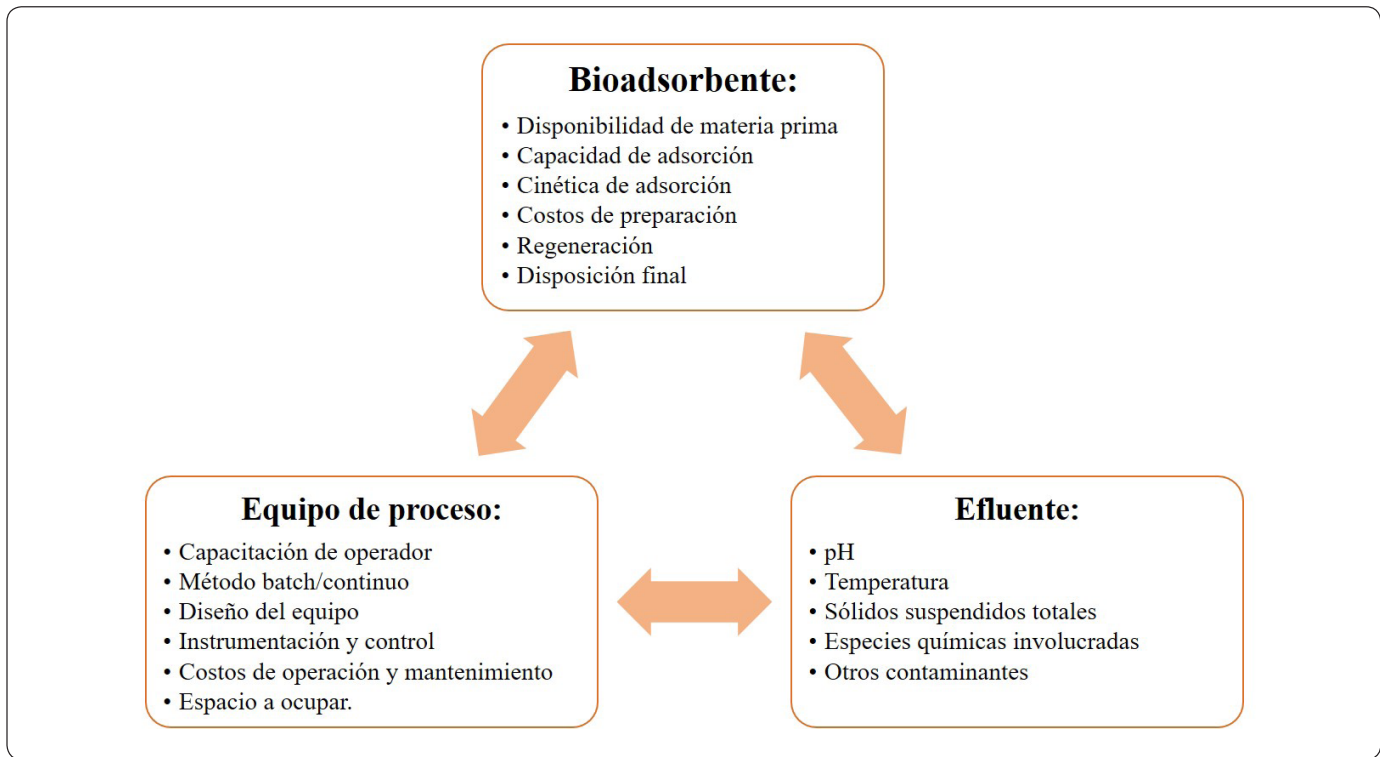 Bioadsorbente:
• Disponibilidad de materia prima
• Capacidad de adsorción
• Cinética de adsorción
• Costos de preparación
• Regeneración
• Disposición final
Equipo de proceso:
• Capacitación de operador
• Método batch/continuo
• Diseño del equipo
• Instrumentación y control
• Costos de operación y mantenimiento
• Espacio a ocupar.
Efluente:
• pH
• Temperatura
• Sólidos suspendidos totales
• Especies químicas involucradas
• Otros contaminantes